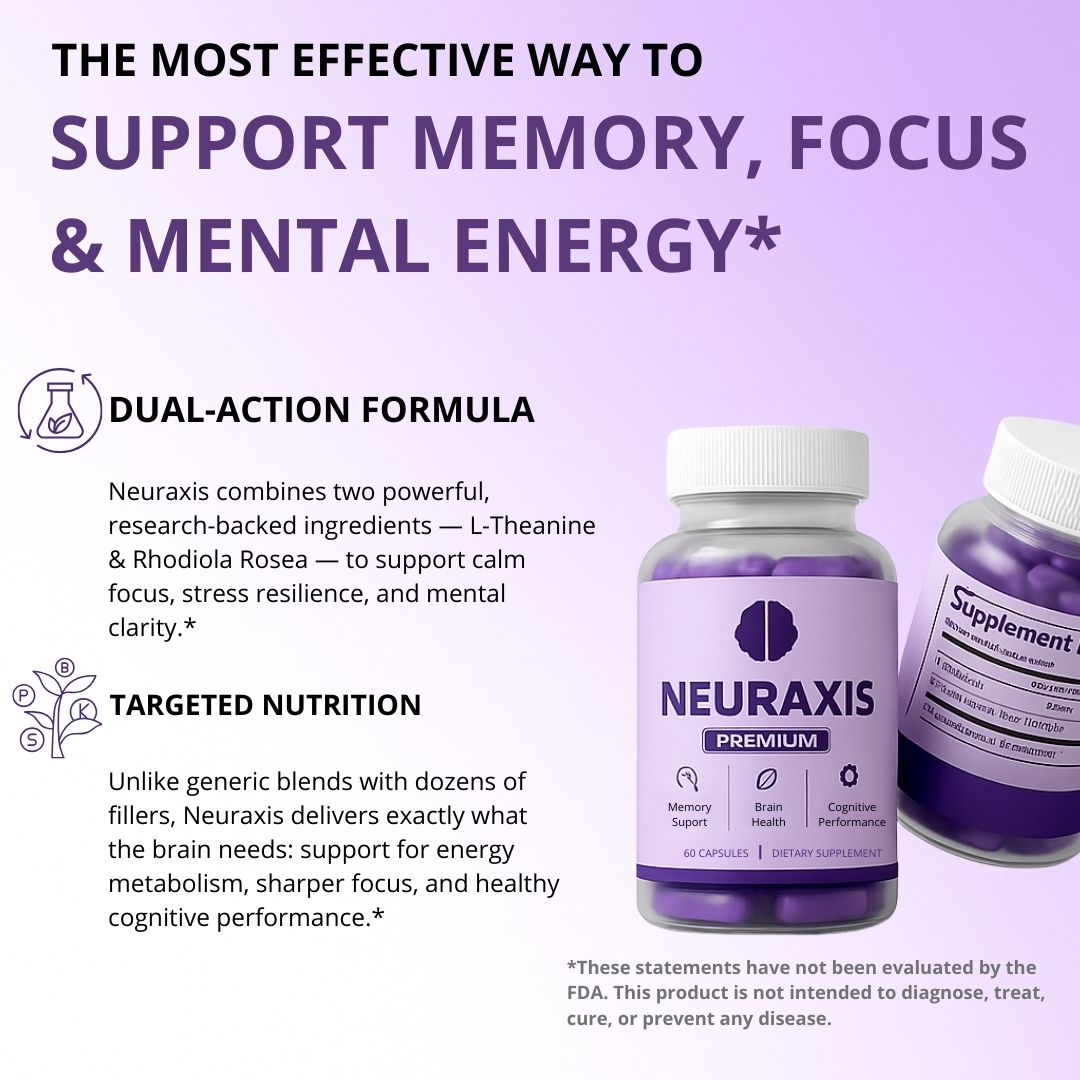 THE MOST EFFECTIVE WAY TO
SUPPORT MEMORY, FOCUS
& MENTAL ENERGY*
DUAL-ACTION FORMULA
Neuraxis combines two powerful,
research-backed ingredients — L-Theanine
& Rhodiola Rosea — to support calm
focus, stress resilience, and mental
clarity.*
B
P
K
S
TARGETED NUTRITION
Unlike generic blends with dozens of
fillers, Neuraxis delivers exactly what
the brain needs: support for energy
metabolism, sharper focus, and healthy
cognitive performance.*
NEURAXIS
PREMIUM
Memory
Suport
Brain
Health
Cognitive
Performance
60 CAPSULES | DIETARY SUPPLEMENT
Supplement
*These statements have not been evaluated by the
FDA. This product is not intended to diagnose, treat,
cure, or prevent any disease.